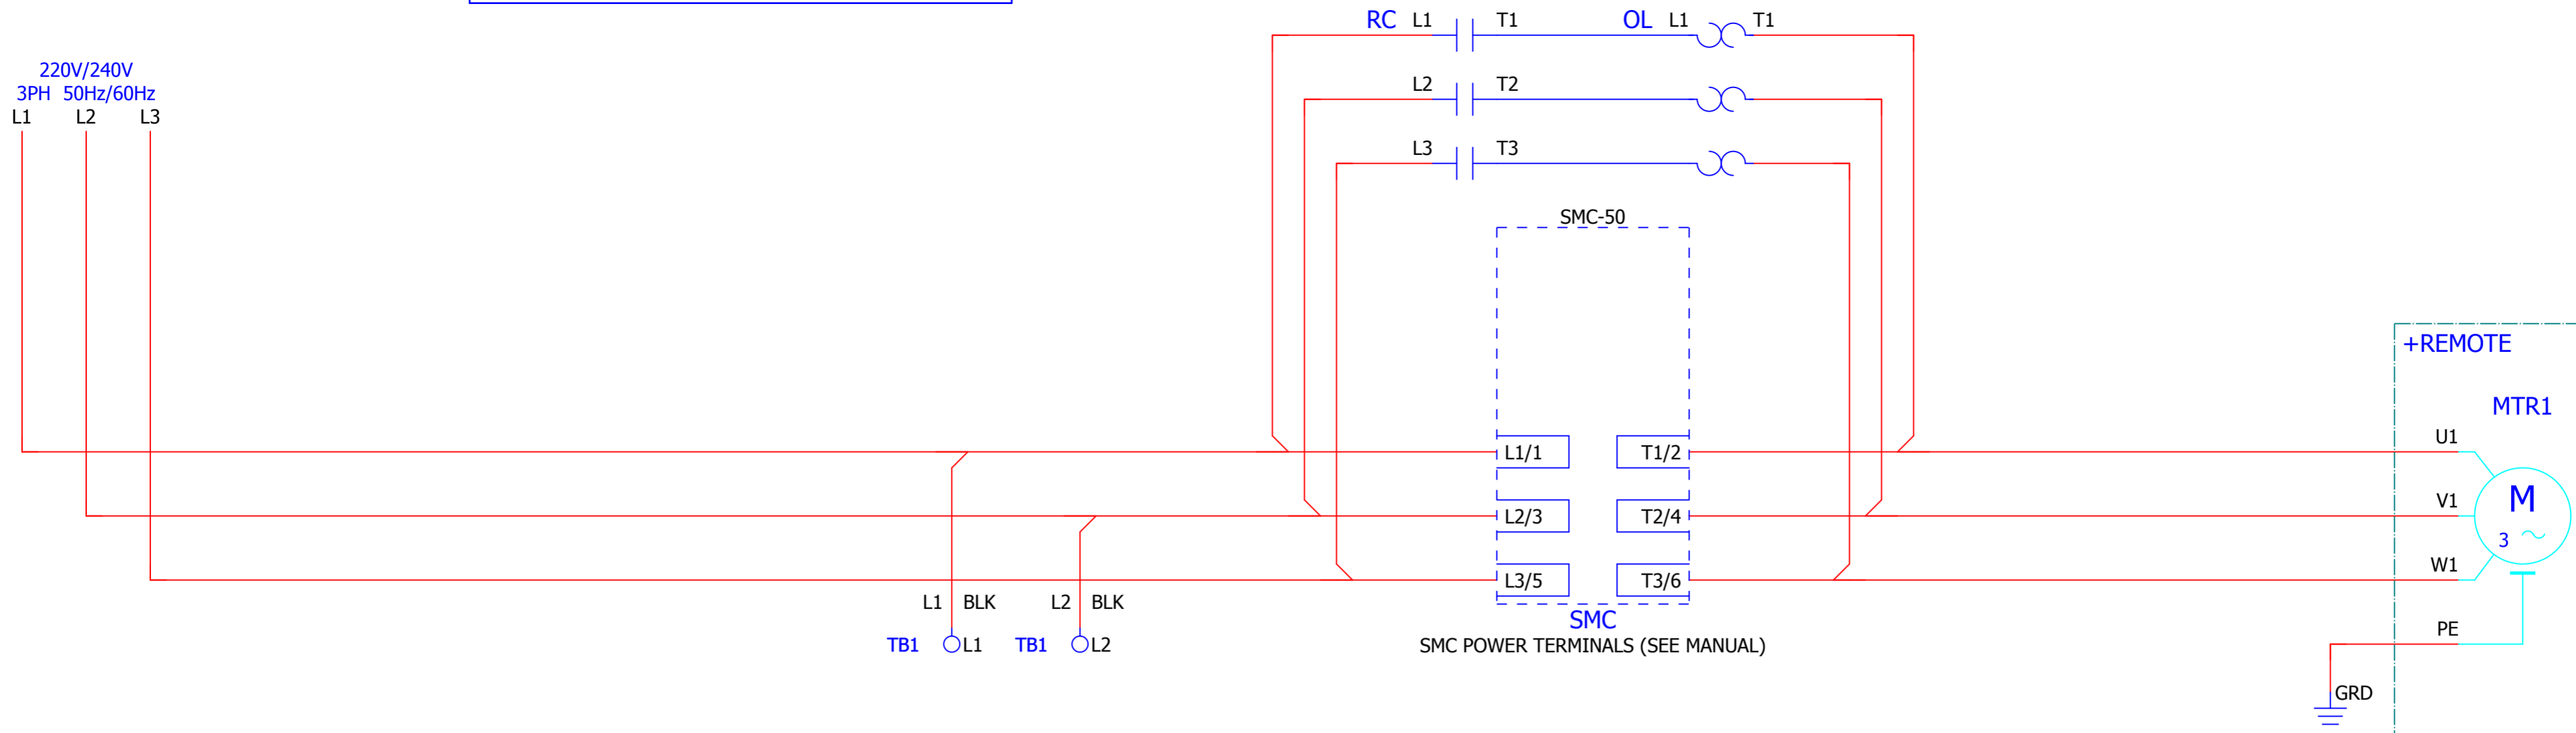 RC L1 T1 OL L1 T1
220V/240V
3PH 50Hz/60Hz
L1 L2 L3
L2 T2
L3 T3
SMC-50
+REMOTE
MTR1
U1
L1/1 T1/2
V1
M
L2/3 T2/4
3
W1
L3/5 T3/6
L1 BLK L2 BLK
SMC
PE
TB1 L1 TB1 L2
SMC POWER TERMINALS (SEE MANUAL)
GRD